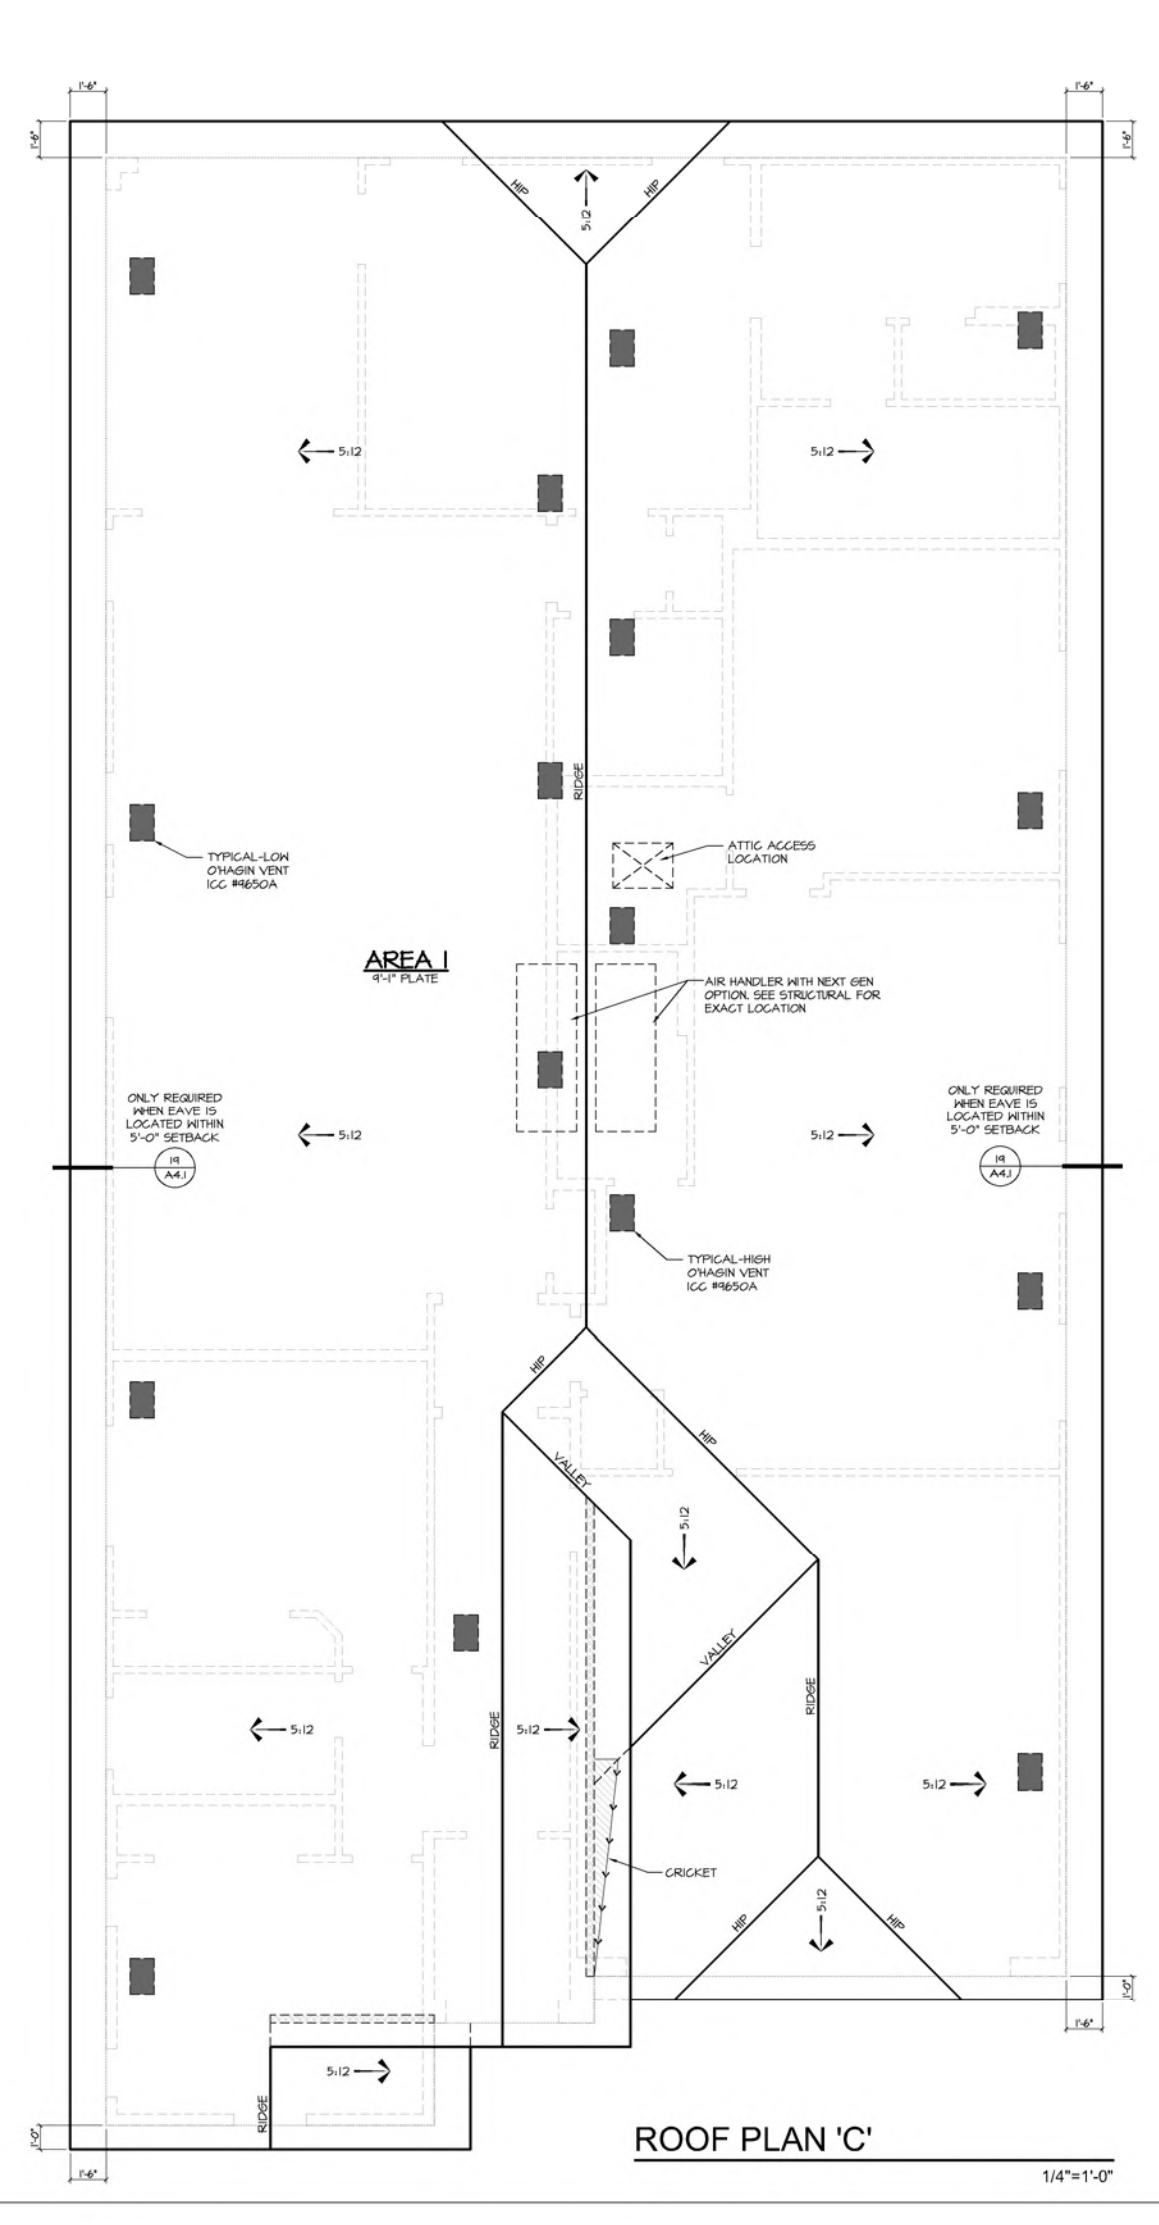 1'-6"
1'-6"
1'-6"
1'-6"
HIP
5:12
HIP
5:12
5:12
RIDGE
ATTIC ACCESS
LOCATION
TYPICAL-LOW
O'HAGIN VENT
ICC #9650A
AREA 1
9'-1" PLATE
AIR HANDLER WITH NEXT GEN
OPTION. SEE STRUCTURAL FOR
EXACT LOCATION
ONLY REQUIRED
WHEN EAVE IS
LOCATED WITHIN
5'-0" SETBACK
19
A4.1
5:12
5:12
ONLY REQUIRED
WHEN EAVE IS
LOCATED WITHIN
5'-0" SETBACK
19
A4.1
TYPICAL-HIGH
O'HAGIN VENT
ICC #9650A
HIP
HIP
VALLEY
5:12
VALLEY
RIDGE
RIDGE
5:12
5:12
5:12
5:12
CRICKET
5:12
HIP
HIP
1'-0"
1'-6"
5:12
RIDGE
1'-0"
1'-6"
ROOF PLAN 'C'
1/4"=1'-0"